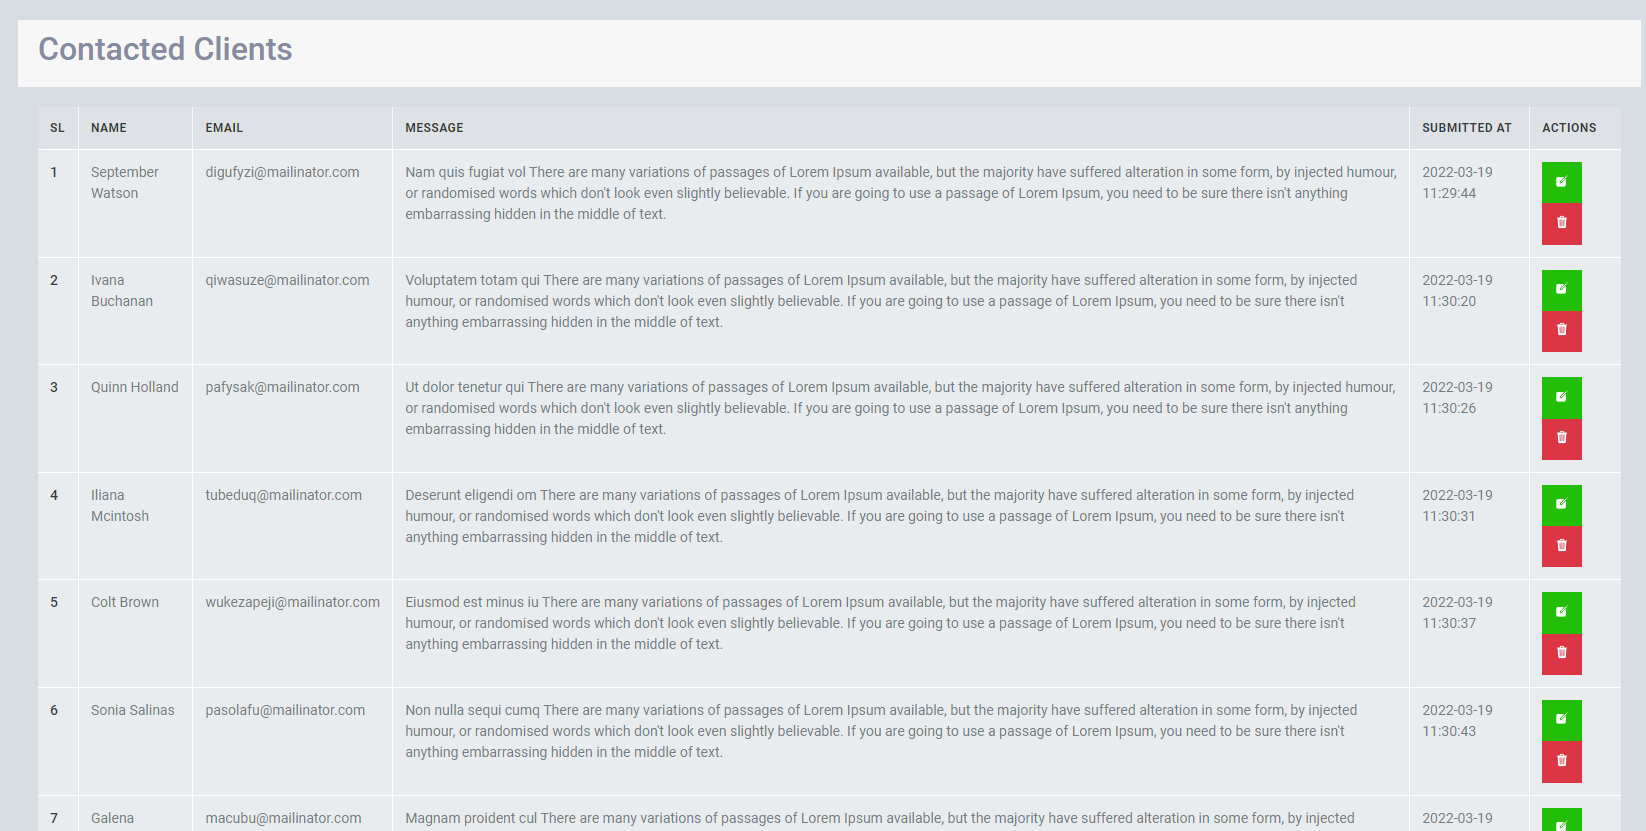 Contacted Clients
SL NAME EMAIL MESSAGE SUBMITTED AT ACTIONS
1 September digufyzi@mailinator.com Nam quis fugiat vol There are many variations of passages of Lorem Ipsum available, but the majority have suffered alteration in some form, by injected humour, 2022-03-19
Watson or randomised words which don't look even slightly believable. If you are going to use a passage of Lorem Ipsum, you need to be sure there isn't anything 11:29:44
embarrassing hidden in the middle of text.
2 Ivana qiwasuze@mailinator.com Voluptatem totam qui There are many variations of passages of Lorem Ipsum available, but the majority have suffered alteration in some form, by injected 2022-03-19
Buchanan humour, or randomised words which don't look even slightly believable. If you are going to use a passage of Lorem Ipsum, you need to be sure there isn't 11:30:20
anything embarrassing hidden in the middle of text.
3 Quinn Holland pafysak@mailinator.com Ut dolor tenetur qui There are many variations of passages of Lorem Ipsum available, but the majority have suffered alteration in some form, by injected humour, 2022-03-19
or randomised words which don't look even slightly believable. If you are going to use a passage of Lorem Ipsum, you need to be sure there isn't anything 11:30:26
embarrassing hidden in the middle of text.
4 Iliana tubeduq@mailinator.com Deserunt eligendi om There are many variations of passages of Lorem Ipsum available, but the majority have suffered alteration in some form, by injected 2022-03-19
Mcintosh humour, or randomised words which don't look even slightly believable. If you are going to use a passage of Lorem Ipsum, you need to be sure there isn't 11:30:31
anything embarrassing hidden in the middle of text.
5 Colt Brown wukezapeji@mailinator.com Eiusmod est minus iu There are many variations of passages of Lorem Ipsum available, but the majority have suffered alteration in some form, by injected 2022-03-19
humour, or randomised words which don't look even slightly believable. If you are going to use a passage of Lorem Ipsum, you need to be sure there isn't 11:30:37
anything embarrassing hidden in the middle of text.
6 Sonia Salinas pasolafu@mailinator.com Non nulla sequi cumq There are many variations of passages of Lorem Ipsum available, but the majority have suffered alteration in some form, by injected 2022-03-19
humour, or randomised words which don't look even slightly believable. If you are going to use a passage of Lorem Ipsum, you need to be sure there isn't 11:30:43
anything embarrassing hidden in the middle of text.
7 Galena macubu@mailinator.com Magnam proident cul There are many variations of passages of Lorem Ipsum available, but the majority have suffered alteration in some form, by injected 2022-03-19